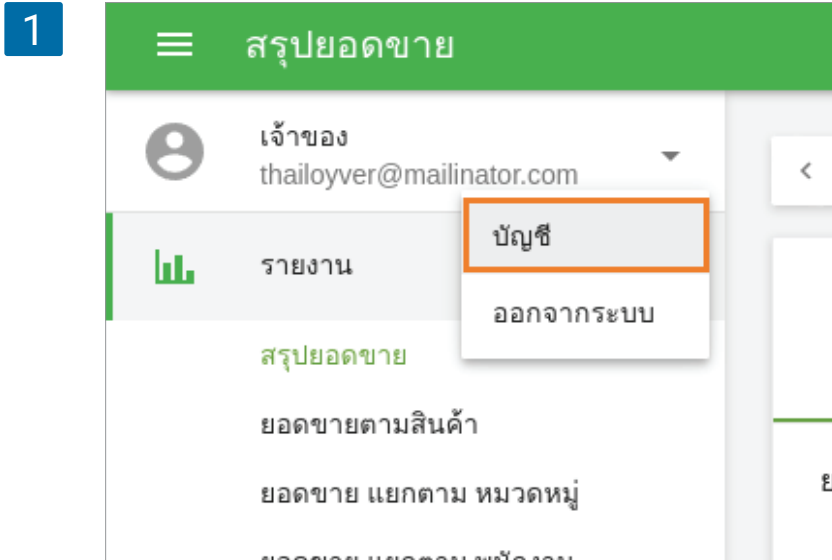 1
สรุปยอดขาย
เจ้าของ
thailoyver@mailinator.com
บัญชี
รายงาน
ออกจากระบบ
สรุปยอดขาย
ยอดขายตามสินค้า
ยอดขาย แยกตาม หมวดหมู่